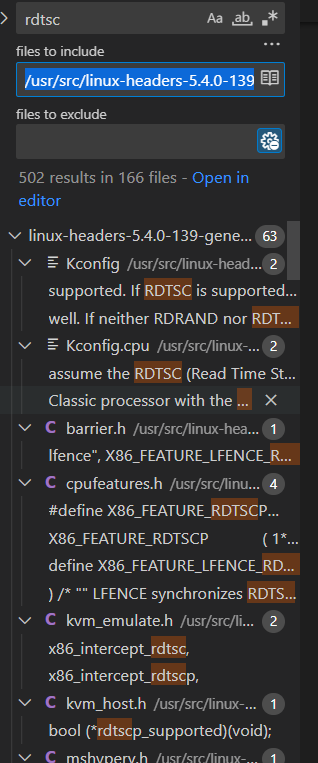 rdtsc
Aa ab .*
...
files to include
/usr/src/linux-headers-5.4.0-139
files to exclude
502 results in 166 files - Open in
editor
linux-headers-5.4.0-139-gene... 63
Kconfig /usr/src/linux-head... 2
supported. If RDTSC is supported...
well. If neither RDRAND nor RDT...
Kconfig.cpu /usr/src/linux-... 2
assume the RDTSC (Read Time St...
Classic processor with the ...
C barrier.h /usr/src/linux-hea... 1
lfence", X86_FEATURE_LFENCE_R...
C cpufeatures.h /usr/src/linu... 4
#define X86_FEATURE_RDTSCP...
X86_FEATURE_RDTSCP ( 1*...
define X86_FEATURE_LFENCE_RD...
) /* "" LFENCE synchronizes RDTS...
C kvm_emulate.h /usr/src/li... 2
x86_intercept_rdtsc,
x86_intercept_rdtscp,
C kvm_host.h /usr/src/linux-... 1
bool (*rdtscp_supported)(void);
C mshyperv.h /usr/src/linux-... 1